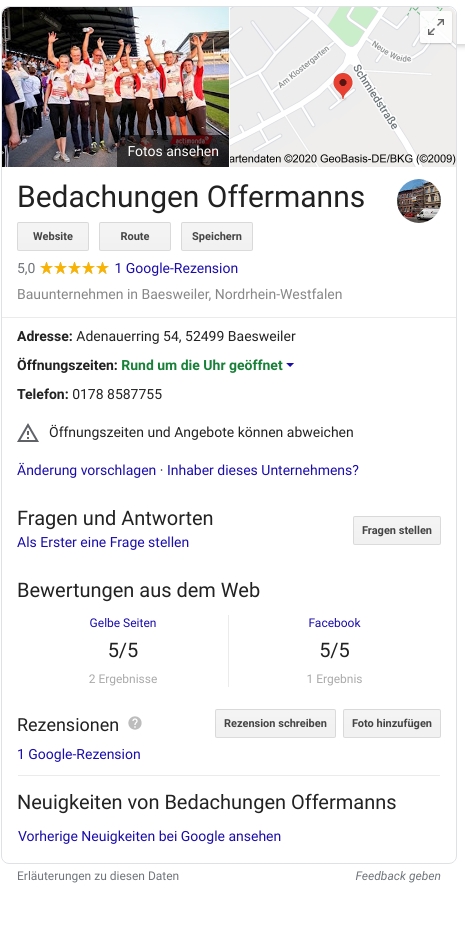 Am Klostergarten
Neue Weide
Schmiedstraße
Fotos ansehen
artendaten ©2020 GeoBasis-DE/BKG (©2009)
Bedachungen Offermanns
Website Route Speichern
5,0 1 Google-Rezension
Bauunternehmen in Baesweiler, Nordrhein-Westfalen
Adresse: Adenauerring 54, 52499 Baesweiler
Öffnungszeiten: Rund um die Uhr geöffnet
Telefon: 0178 8587755
Öffnungszeiten und Angebote können abweichen
Änderung vorschlagen · Inhaber dieses Unternehmens?
Fragen und Antworten
Als Erster eine Frage stellen
Fragen stellen
Bewertungen aus dem Web
Gelbe Seiten Facebook
5/5 5/5
2 Ergebnisse 1 Ergebnis
Rezensionen ? Rezension schreiben Foto hinzufügen
1 Google-Rezension
Neuigkeiten von Bedachungen Offermanns
Vorherige Neuigkeiten bei Google ansehen
Erläuterungen zu diesen Daten Feedback geben